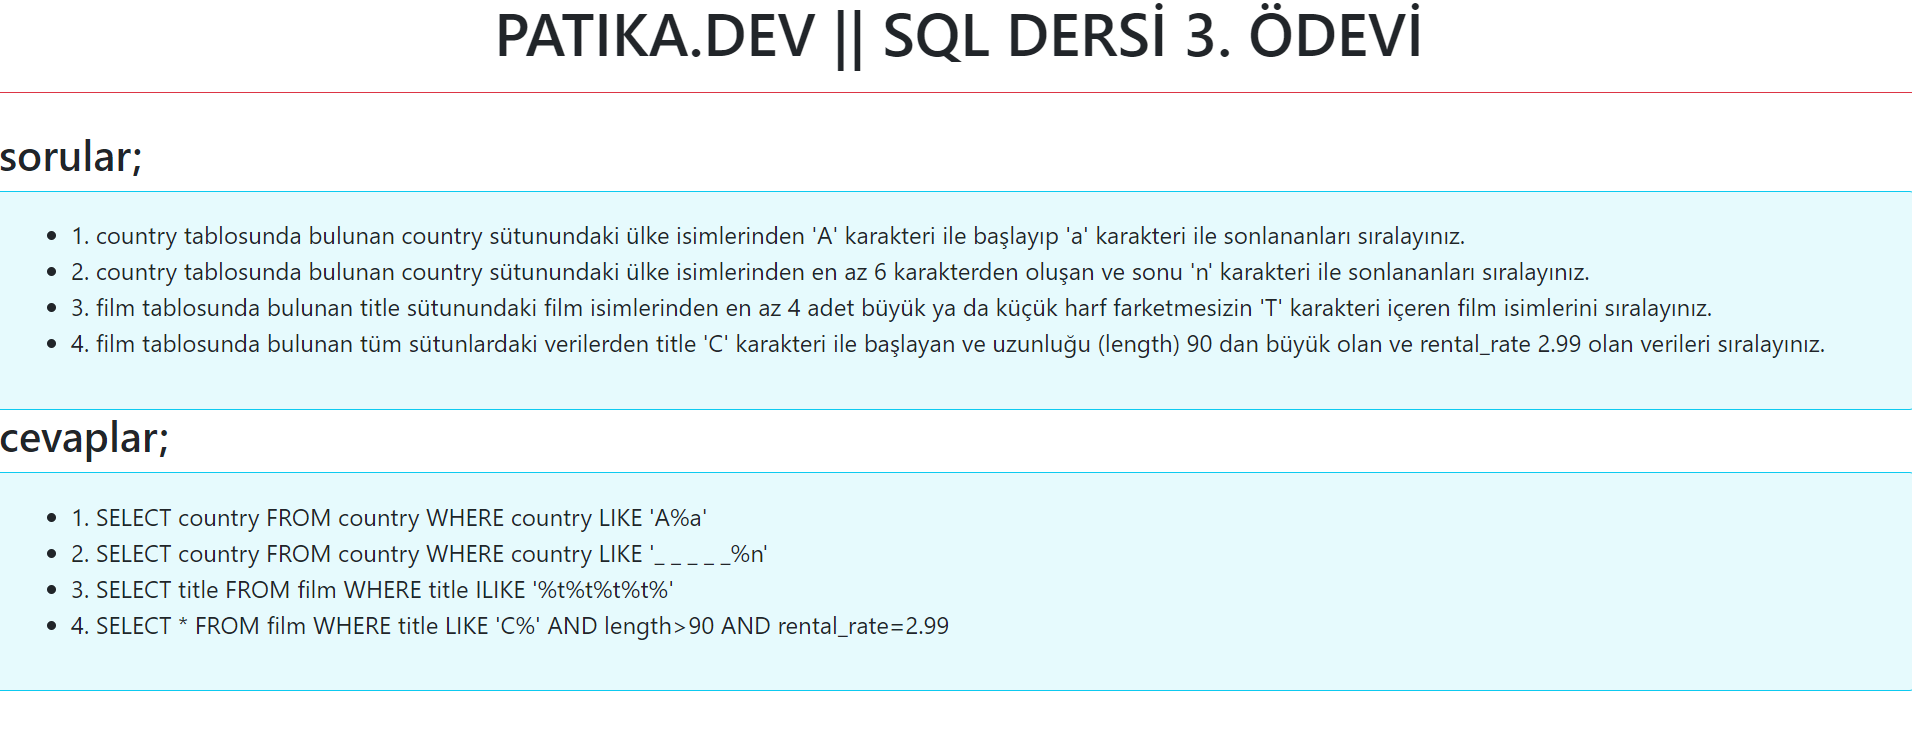 PATIKA.DEV || SQL DERSİ 3. ÖDEVİ
sorular;
• 1. country tablosunda bulunan country sütunundaki ülke isimlerinden 'A' karakteri ile başlayıp 'a' karakteri ile sonlananları sıralayınız.
• 2. country tablosunda bulunan country sütunundaki ülke isimlerinden en az 6 karakterden oluşan ve sonu 'n' karakteri ile sonlananları sıralayınız.
• 3. film tablosunda bulunan title sütunundaki film isimlerinden en az 4 adet büyük ya da küçük harf farketmesizin 'T' karakteri içeren film isimlerini sıralayınız.
• 4. film tablosunda bulunan tüm sütunlardaki verilerden title 'C' karakteri ile başlayan ve uzunluğu (length) 90 dan büyük olan ve rental_rate 2.99 olan verileri sıralayınız.
cevaplar;
• 1. SELECT country FROM country WHERE country LIKE 'A%a'
• 2. SELECT country FROM country WHERE country LIKE '_ _ _ _ _%n'
• 3. SELECT title FROM film WHERE title ILIKE '%t%t%t%t%'
• 4. SELECT * FROM film WHERE title LIKE 'C%' AND length>90 AND rental_rate=2.99